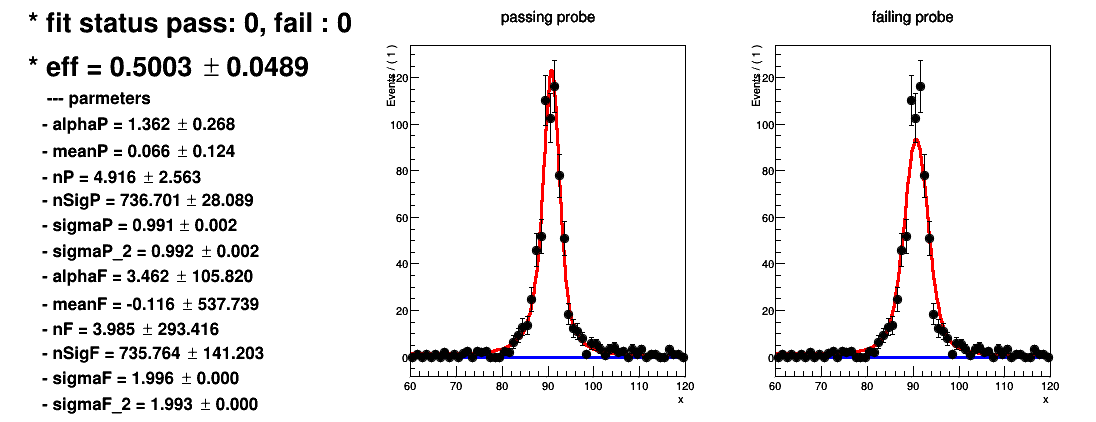 * fit status pass: 0, fail : 0
* eff = 0.5003 ± 0.0489
--- parmeters
- alphaP = 1.362 ± 0.268
- meanP = 0.066 ± 0.124
- nP = 4.916 ± 2.563
- nSigP = 736.701 ± 28.089
- sigmaP = 0.991 ± 0.002
- sigmaP_2 = 0.992 ± 0.002
- alphaF = 3.462 ± 105.820
- meanF = -0.116 ± 537.739
- nF = 3.985 ± 293.416
- nSigF = 735.764 ± 141.203
- sigmaF = 1.996 ± 0.000
- sigmaF_2 = 1.993 ± 0.000
passing probe
Events / ( 1 )
120
100
80
60
40
20
0
60 70 80 90 100 110 120
x
failing probe
Events / ( 1 )
120
100
80
60
40
20
0
60 70 80 90 100 110 120
x